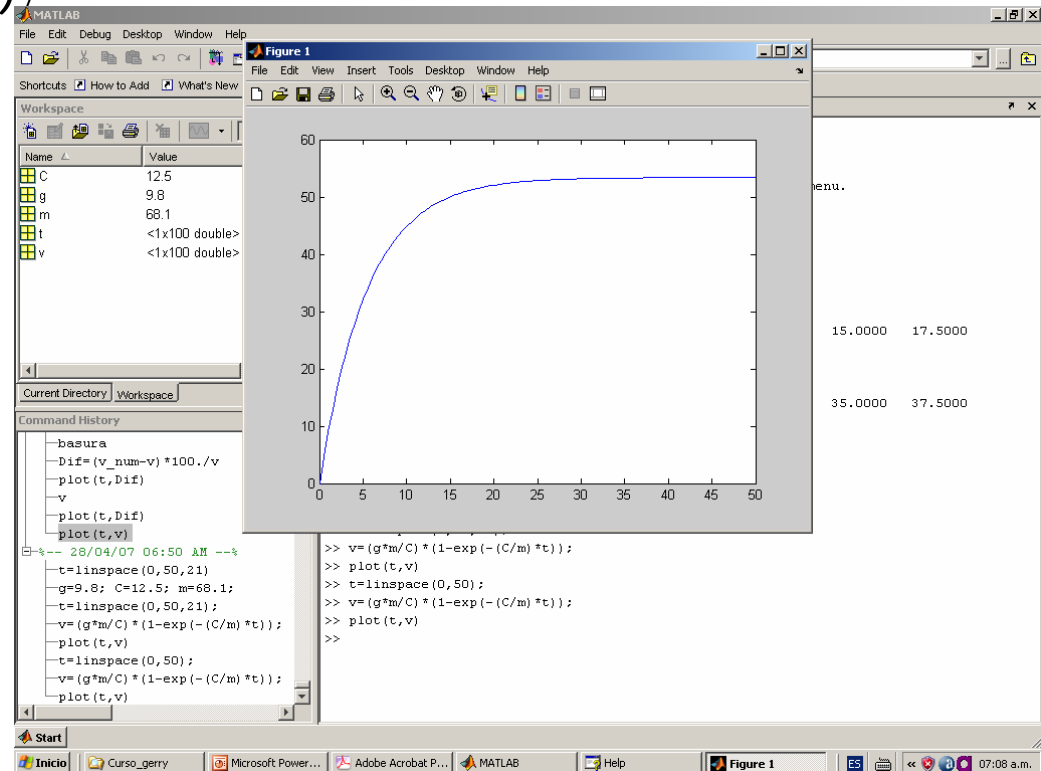 MATLAB
File Edit Debug Desktop Window Help
Shortcuts How to Add What's New
Workspace
Name Value
C 12.5
g 9.8
m 68.1
t <1x100 double>
v <1x100 double>
Current Directory Workspace
Command History
basura
Dif=(v_num-v)*100./v
plot(t,Dif)
v
plot(t,Dif)
plot(t,v)
%-- 28/04/07 06:50 AM --%
t=linspace(0,50,21)
g=9.8; C=12.5; m=68.1;
t=linspace(0,50,21);
v=(g*m/C)*(1-exp(-(C/m)*t));
plot(t,v)
t=linspace(0,50);
v=(g*m/C)*(1-exp(-(C/m)*t));
plot(t,v)
Figure 1
File Edit View Insert Tools Desktop Window Help
60
50
40
30
20
10
0
0 5 10 15 20 25 30 35 40 45 50
enu.
15.0000 17.5000
35.0000 37.5000
>> v=(g*m/C)*(1-exp(-(C/m)*t));
>> plot(t,v)
>> t=linspace(0,50);
>> v=(g*m/C)*(1-exp(-(C/m)*t));
>> plot(t,v)
>>
Start
Inicio Curso_gerry Microsoft Power... Adobe Acrobat P... MATLAB Help Figure 1 ES « 07:08 a.m.